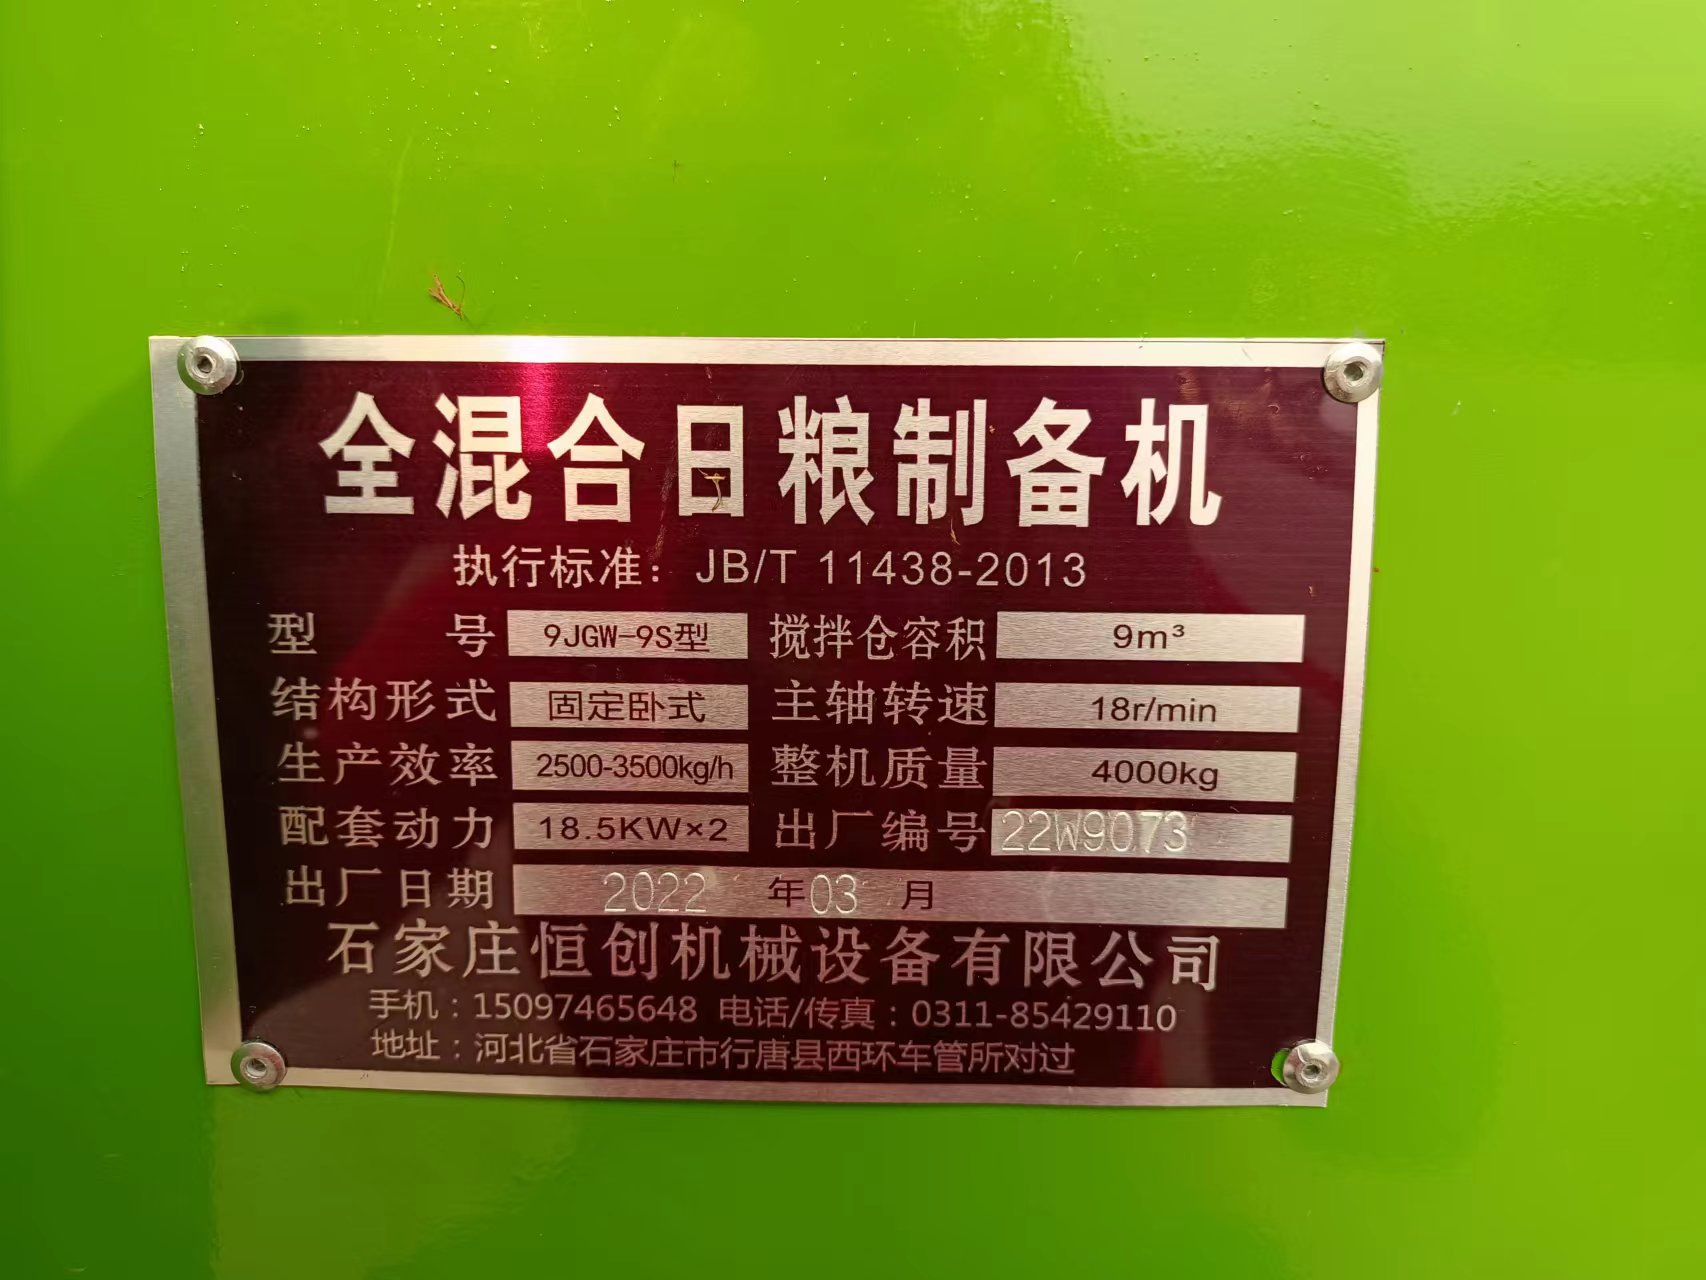 全混合日粮制备机
执行标准：JB/T 11438-2013
型 号 9JGW-9S型 搅拌仓容积 9m³
结构形式 固定卧式 主轴转速 18r/min
生产效率 2500-3500kg/h 整机质量 4000kg
配套动力 18.5KW×2 出厂编号 22W9073
出厂日期 2022 年 03 月
石家庄恒创机械设备有限公司
手机：15097465648 电话/传真：0311-85429110
地址：河北省石家庄市行唐县西环车管所对过